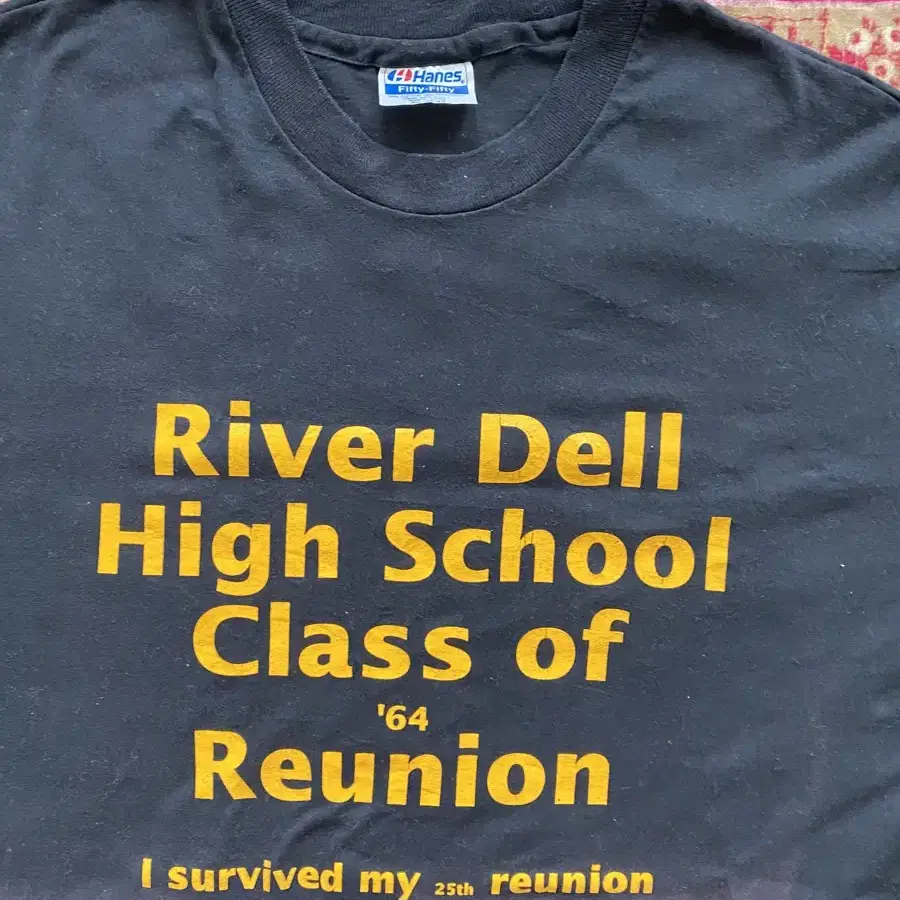 Hanes
Fifty-Fifty
River Dell
High School
Class of
'64
Reunion
I survived my 25th reunion